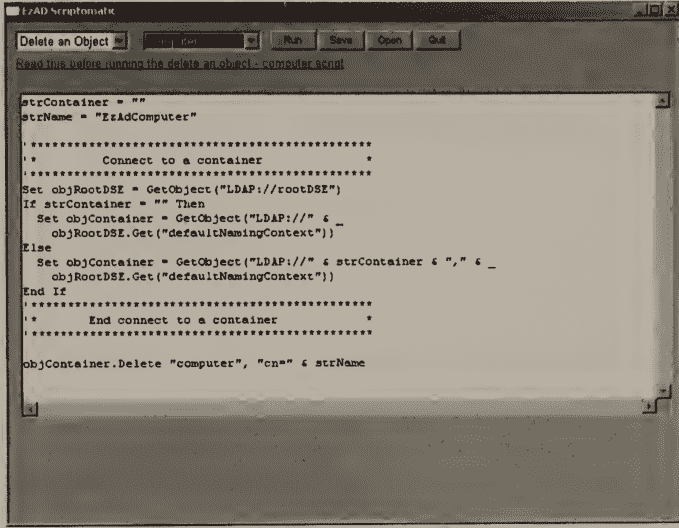 EzAD Scriptomatic
Delete an Object computer Run Save Open Quit
Read this before running the delete an object - computer script
strContainer = ""
strName = "EzAdComputer"
'***********************************************
'* Connect to a container *
'***********************************************
Set objRootDSE = GetObject("LDAP://rootDSE")
If strContainer = "" Then
Set objContainer = GetObject("LDAP://" & _
objRootDSE.Get("defaultNamingContext"))
Else
Set objContainer = GetObject("LDAP://" & strContainer & "," & _
objRootDSE.Get("defaultNamingContext"))
End If
'***********************************************
'* End connect to a container *
'***********************************************
objContainer.Delete "computer", "cn=" & strName